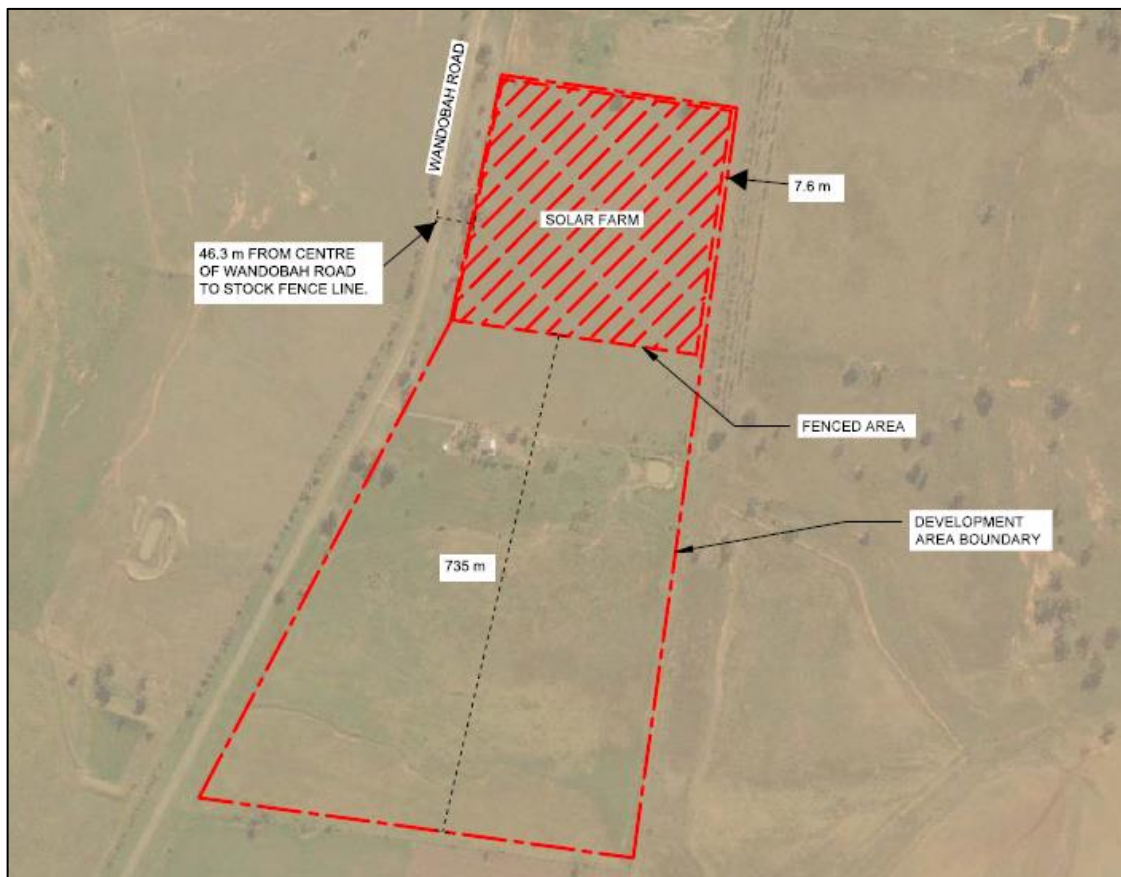 WANDOBAH ROAD
7.6 m
SOLAR FARM
46.3 m FROM CENTRE
OF WANDOBAH ROAD
TO STOCK FENCE LINE.
FENCED AREA
DEVELOPMENT
AREA BOUNDARY
735 m